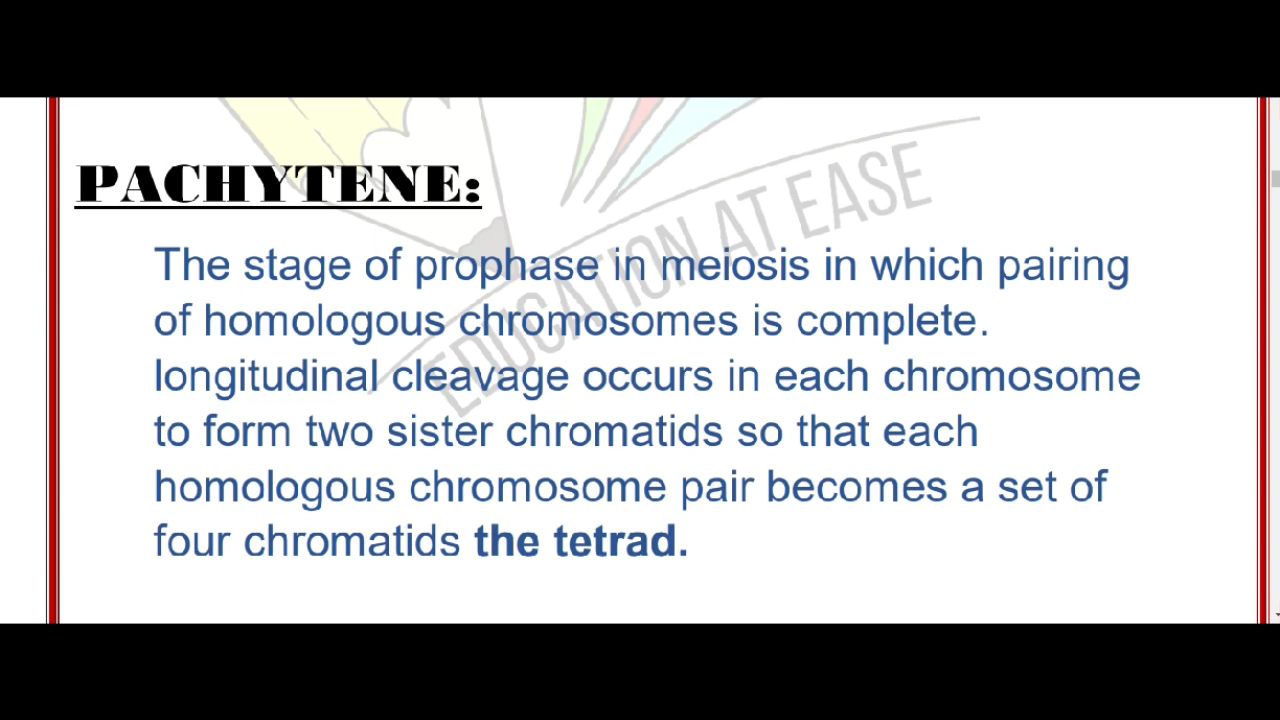 PACHYTENE:
EDUCATION AT EASE
The stage of prophase in meiosis in which pairing
of homologous chromosomes is complete.
longitudinal cleavage occurs in each chromosome
to form two sister chromatids so that each
homologous chromosome pair becomes a set of
four chromatids the tetrad.